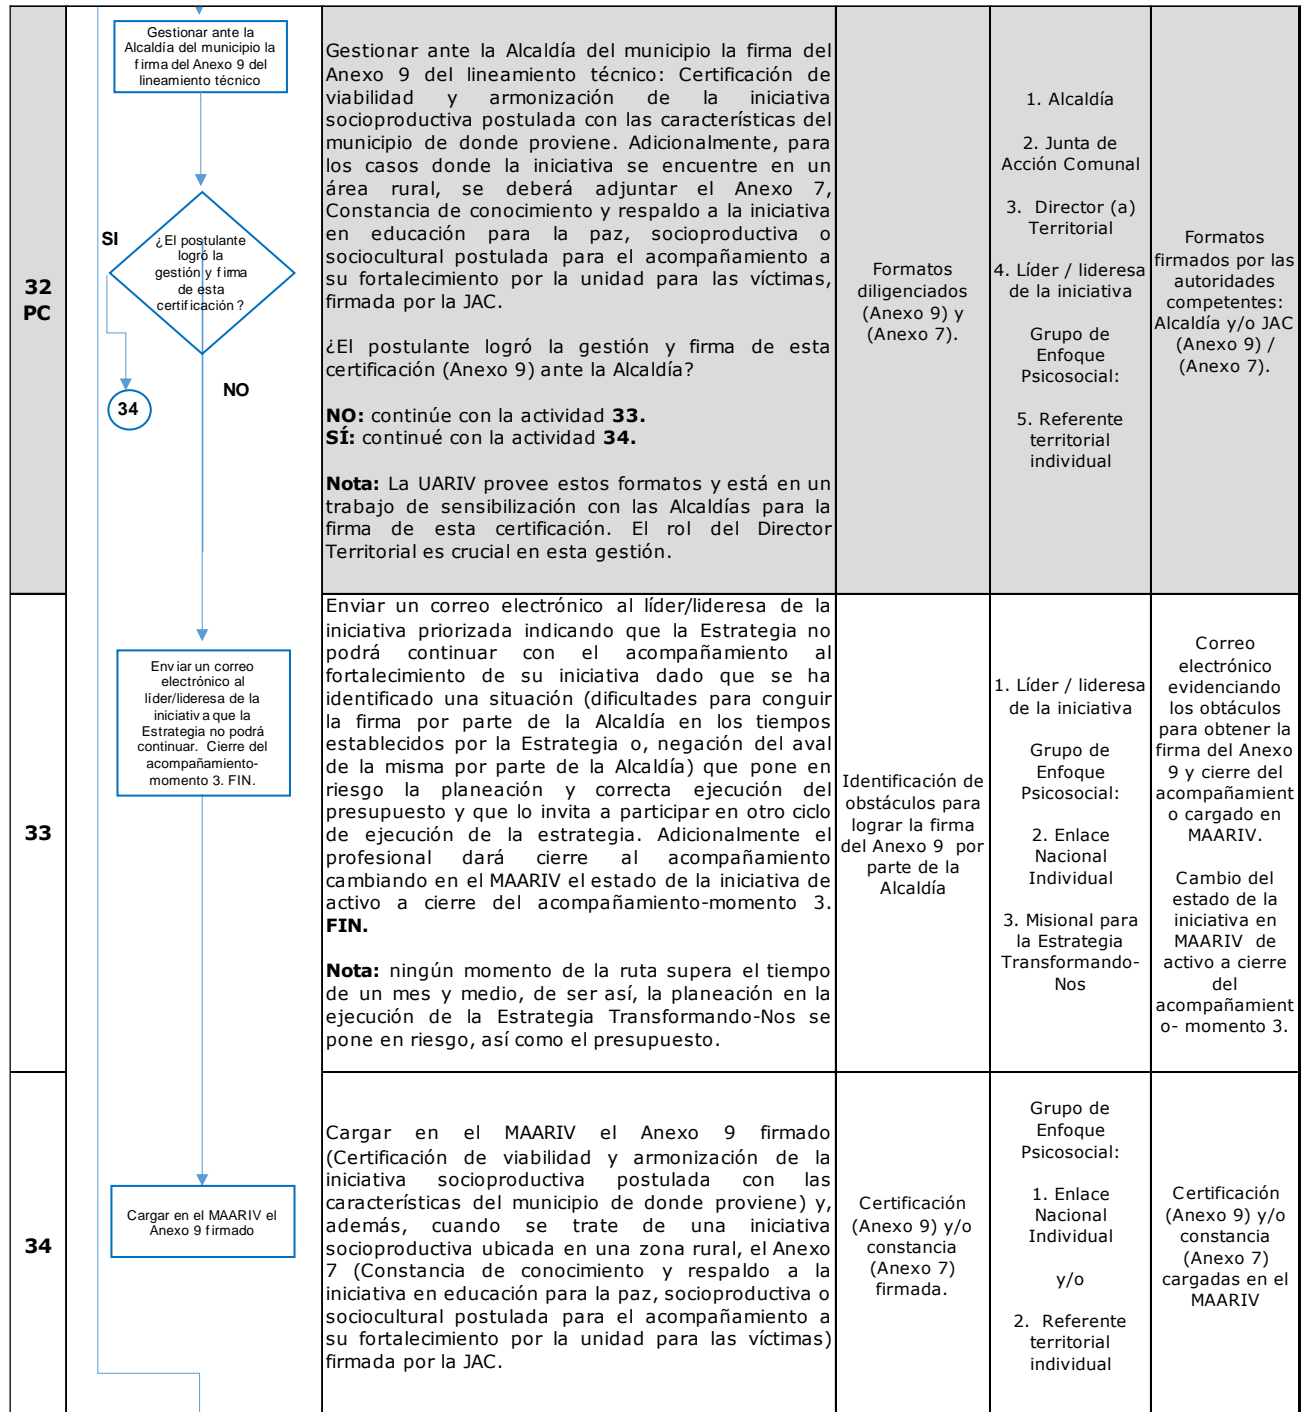 32
PC
Gestionar ante la
Alcaldía del municipio la
firma del Anexo 9 del
lineamiento técnico
SI
¿El postulante
logró la
gestión y fima
de esta
certificación ?
NO
34
Gestionar ante la Alcaldía del municipio la firma del
Anexo 9 del lineamiento técnico: Certificación de
viabilidad y armonización de la iniciativa
socioproductiva postulada con las características del
municipio de donde proviene. Adicionalmente, para
los casos donde la iniciativa se encuentre en un
área rural, se deberá adjuntar el Anexo 7,
Constancia de conocimiento y respaldo a la iniciativa
en educación para la paz, socioproductiva o
sociocultural postulada para el acompañamiento a
su fortalecimiento por la unidad para las víctimas,
firmada por la JAC.
¿El postulante logró la gestión y firma de esta
certificación (Anexo 9) ante la Alcaldía?
NO: continúe con la actividad 33.
SÍ: continué con la actividad 34.
Nota: La UARIV provee estos formatos y está en un
trabajo de sensibilización con las Alcaldías para la
firma de esta certificación. El rol del Director
Territorial es crucial en esta gestión.
Formatos
diligenciados
(Anexo 9) y
(Anexo 7).
1. Alcaldía
2. Junta de
Acción Comunal
3. Director (a)
Territorial
4. Líder / lideresa
de la iniciativa
Grupo de
Enfoque
Psicosocial:
5. Referente
territorial
individual
Formatos
firmados por las
autoridades
competentes:
Alcaldía y/o JAC
(Anexo 9) /
(Anexo 7).
33
Enviar un correo
electrónico al
líder/lideresa de la
iniciativa que la
Estrategia no podrá
continuar. Cierre del
acompañamiento-
momento 3. FIN.
Enviar un correo electrónico al líder/lideresa de la
iniciativa priorizada indicando que la Estrategia no
podrá continuar con el acompañamiento al
fortalecimiento de su iniciativa dado que se ha
identificado una situación (dificultades para conguir
la firma por parte de la Alcaldía en los tiempos
establecidos por la Estrategia o, negación del aval
de la misma por parte de la Alcaldía) que pone en
riesgo la planeación y correcta ejecución del
presupuesto y que lo invita a participar en otro ciclo
de ejecución de la estrategia. Adicionalmente el
profesional dará cierre al acompañamiento
cambiando en el MAARIV el estado de la iniciativa de
activo a cierre del acompañamiento-momento 3.
FIN.
Nota: ningún momento de la ruta supera el tiempo
de un mes y medio, de ser así, la planeación en la
ejecución de la Estrategia Transformando-Nos se
pone en riesgo, así como el presupuesto.
Identificación de
obstáculos para
lograr la firma
del Anexo 9 por
parte de la
Alcaldía
1. Líder / lideresa
de la iniciativa
Grupo de
Enfoque
Psicosocial:
2. Enlace
Nacional
Individual
3. Misional para
la Estrategia
Transformando-
Nos
Correo
electrónico
evidenciando
los obtáculos
para obtener la
firma del Anexo
9 y cierre del
acompañamient
o cargado en
MAARIV.
Cambio del
estado de la
iniciativa en
MAARIV de
activo a cierre
del
acompañamient
o- momento 3.
34
Cargar en el MAARIV el
Anexo 9 firmado
Cargar en el MAARIV el Anexo 9 firmado
(Certificación de viabilidad y armonización de la
iniciativa socioproductiva postulada con las
características del municipio de donde proviene) y,
además, cuando se trate de una iniciativa
socioproductiva ubicada en una zona rural, el Anexo
7 (Constancia de conocimiento y respaldo a la
iniciativa en educación para la paz, socioproductiva o
sociocultural postulada para el acompañamiento a
su fortalecimiento por la unidad para las víctimas)
firmada por la JAC.
Certificación
(Anexo 9) y/o
constancia
(Anexo 7)
firmada.
Grupo de
Enfoque
Psicosocial:
1. Enlace
Nacional
Individual
y/o
2. Referente
territorial
individual
Certificación
(Anexo 9) y/o
constancia
(Anexo 7)
cargadas en el
MAARIV